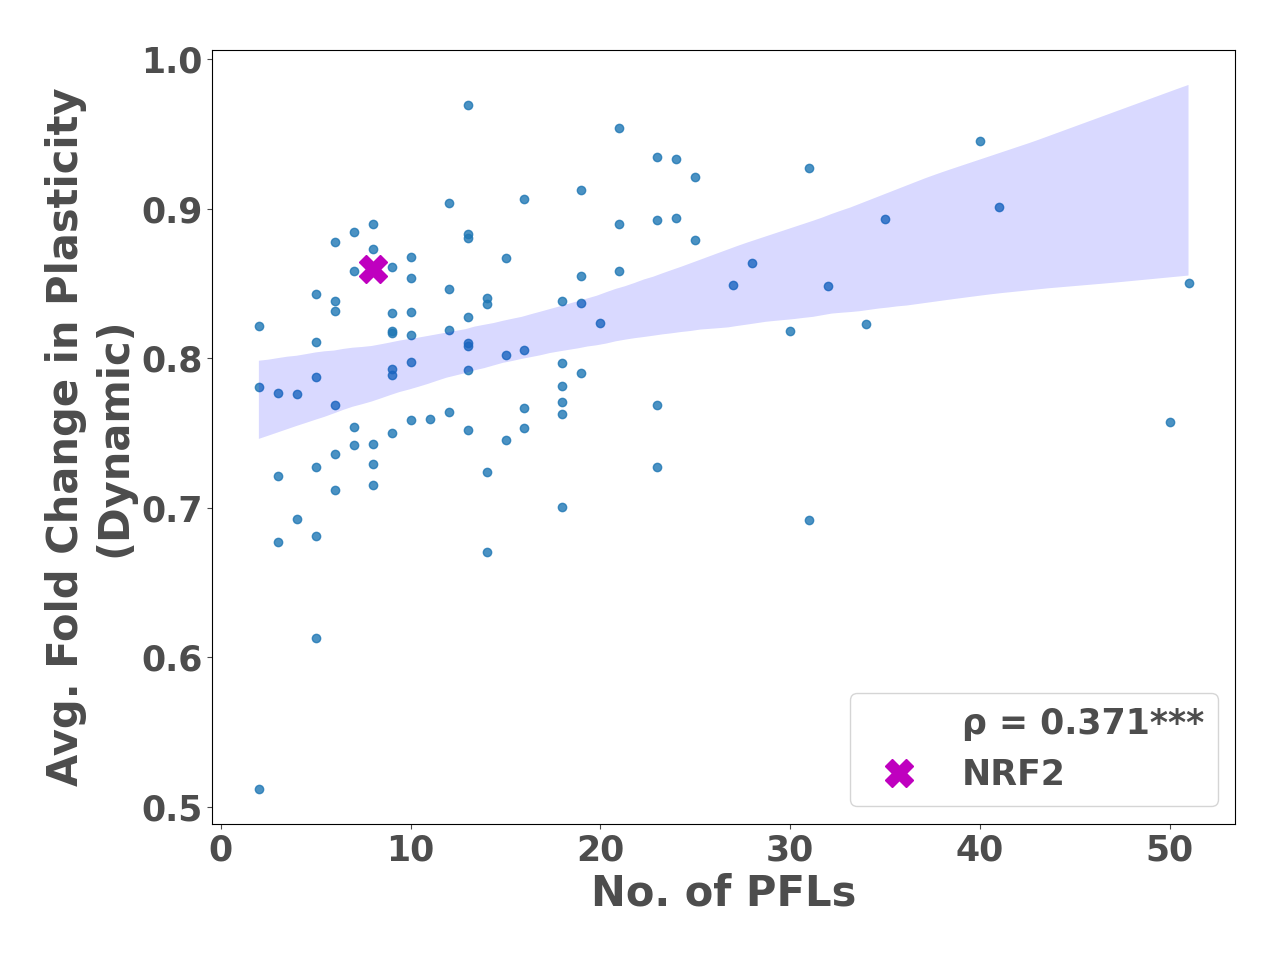 Avg. Fold Change in Plasticity
(Dynamic)
1.0
0.9
0.8
0.7
0.6
0.5
ρ = 0.371***
NRF2
0 10 20 30 40 50
No. of PFLs